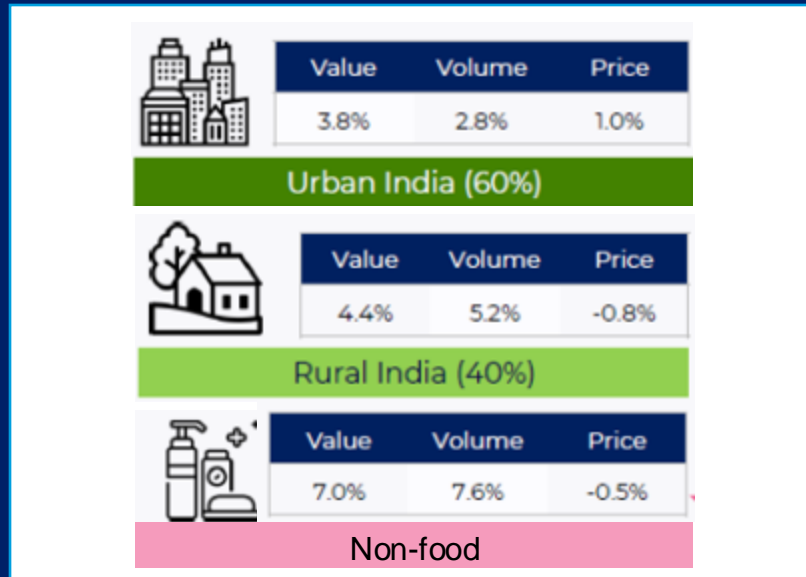 Value Volume Price
3.8% 2.8% 1.0%
Urban India (60%)
Value Volume Price
4.4% 5.2% -0.8%
Rural India (40%)
Value Volume Price
7.0% 7.6% -0.5%
Non-food